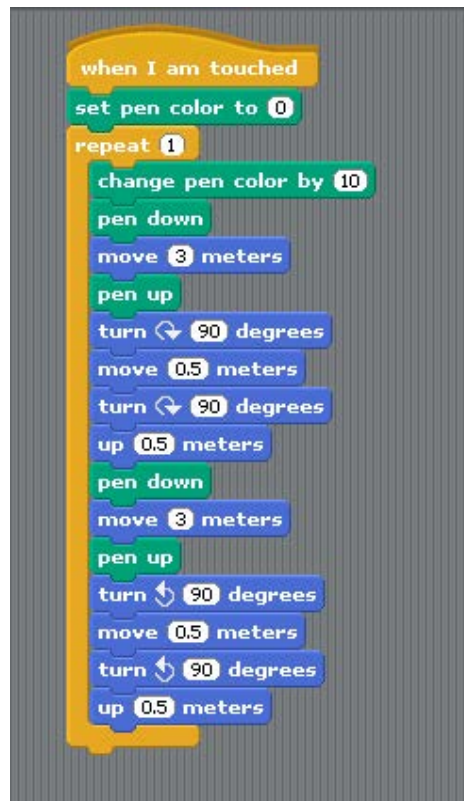 when I am touched
set pen color to 0
repeat 1
change pen color by 10
pen down
move 3 meters
pen up
turn 90 degrees
move 0.5 meters
turn 90 degrees
up 0.5 meters
pen down
move 3 meters
pen up
turn 90 degrees
move 0.5 meters
turn 90 degrees
up 0.5 meters